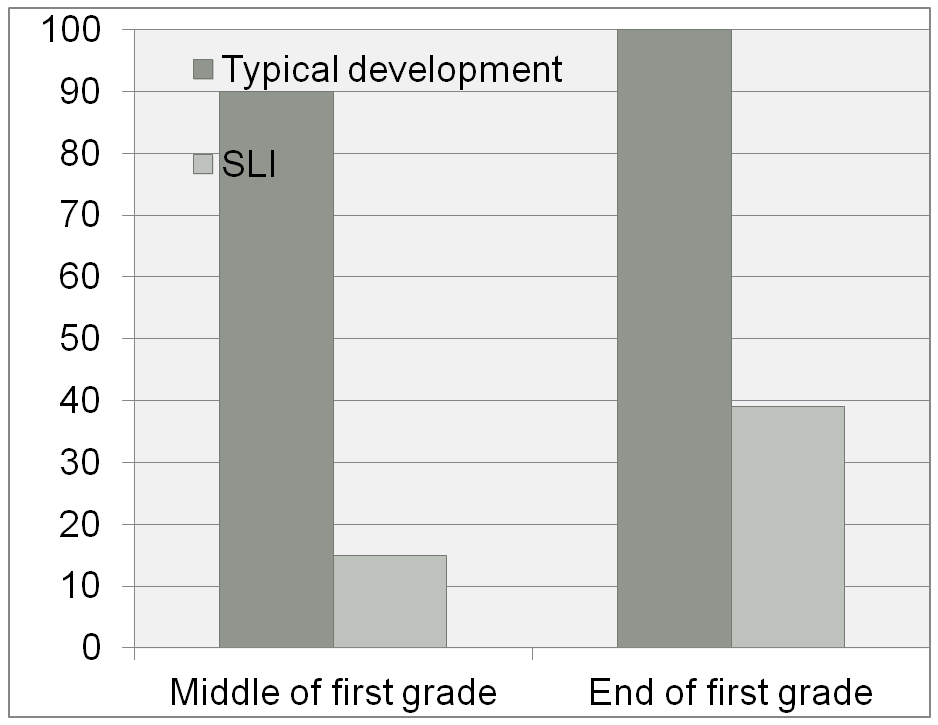 100
90
80
70
60
50
40
30
20
10
0
Typical development
SLI
Middle of first grade
End of first grade